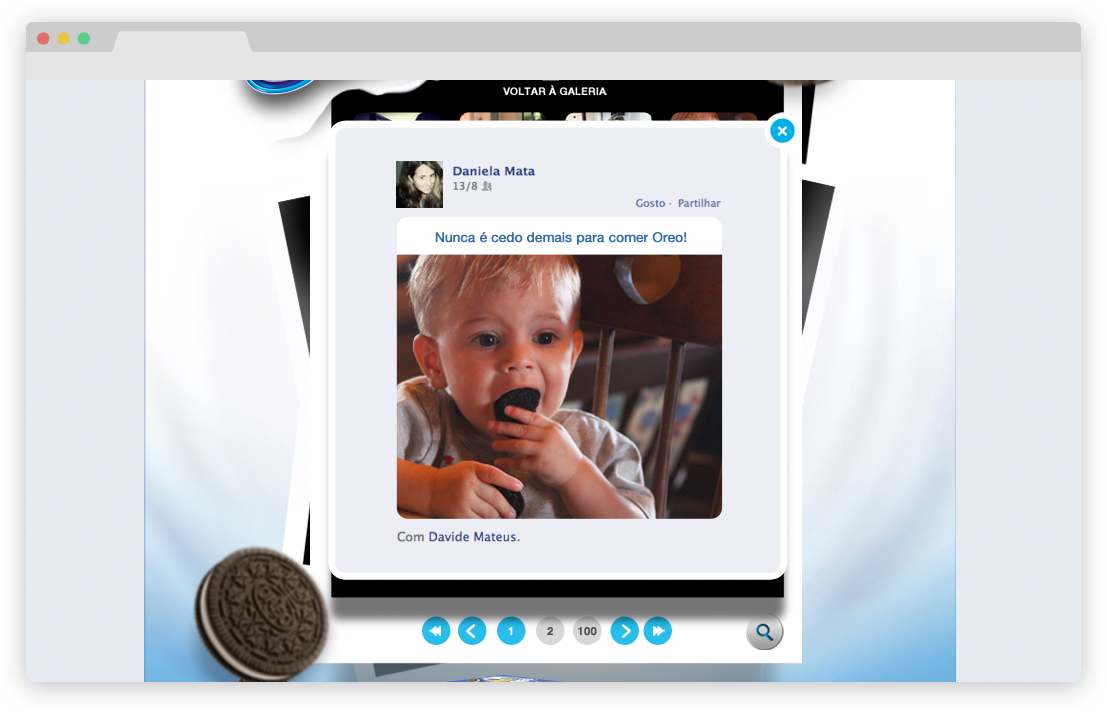 VOLTAR À GALERIA
Daniela Mata
13/8
Gosto · Partilhar
Nunca é cedo demais para comer Oreo!
Com Davide Mateus.
1 2 100